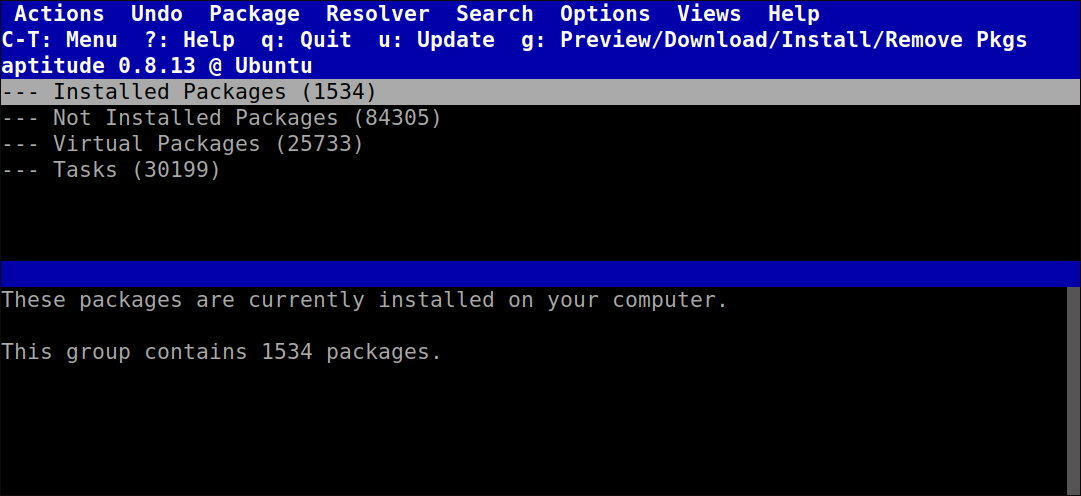 Actions  Undo  Package  Resolver  Search  Options  Views  Help
C-T: Menu  ?: Help  q: Quit  u: Update  g: Preview/Download/Install/Remove Pkgs
aptitude 0.8.13 @ Ubuntu
--- Installed Packages (1534)
--- Not Installed Packages (84305)
--- Virtual Packages (25733)
--- Tasks (30199)
These packages are currently installed on your computer.
This group contains 1534 packages.